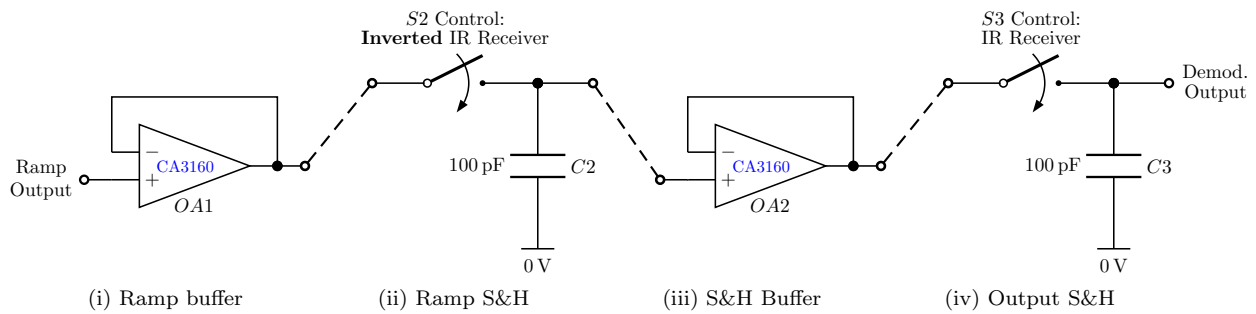 S2 Control:
Inverted IR Receiver
S3 Control:
IR Receiver
Ramp
Output
−
+
CA3160
OA1
100 pF
C2
0 V
−
+
CA3160
OA2
100 pF
C3
0 V
Demod.
Output
(i) Ramp buffer
(ii) Ramp S&H
(iii) S&H Buffer
(iv) Output S&H